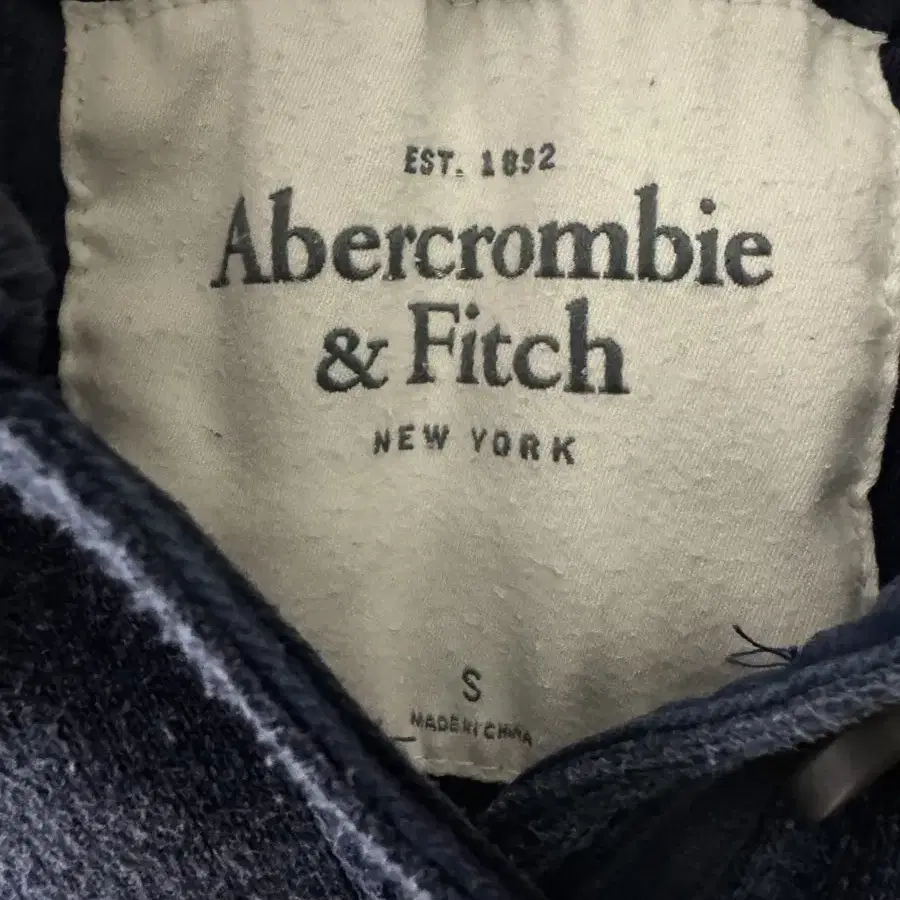 EST. 1892
Abercrombie
& Fitch
NEW YORK
S
MADE IN CHINA